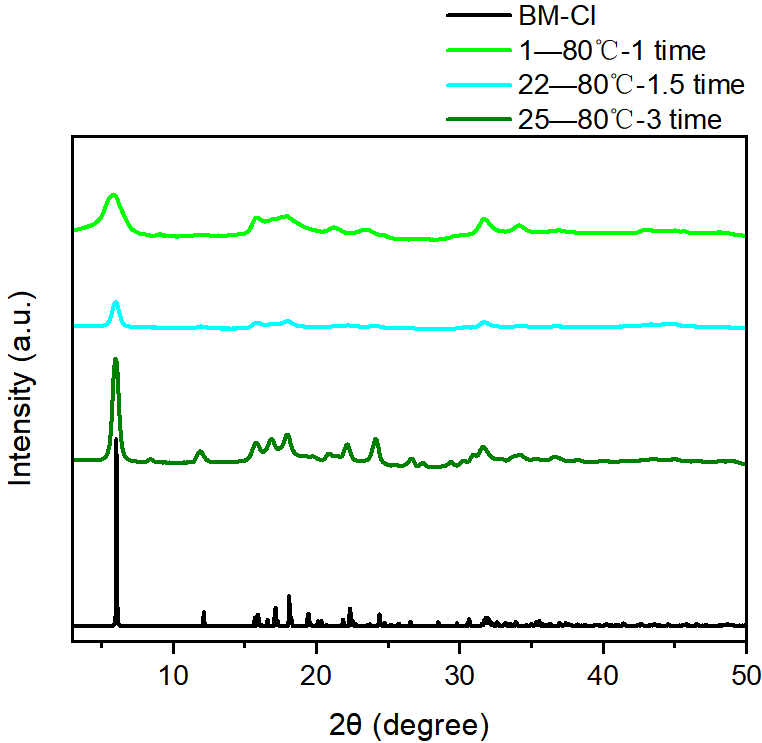 BM-Cl
1—80℃-1 time
22—80℃-1.5 time
25—80℃-3 time
Intensity (a.u.)
10 20 30 40 50
2θ (degree)